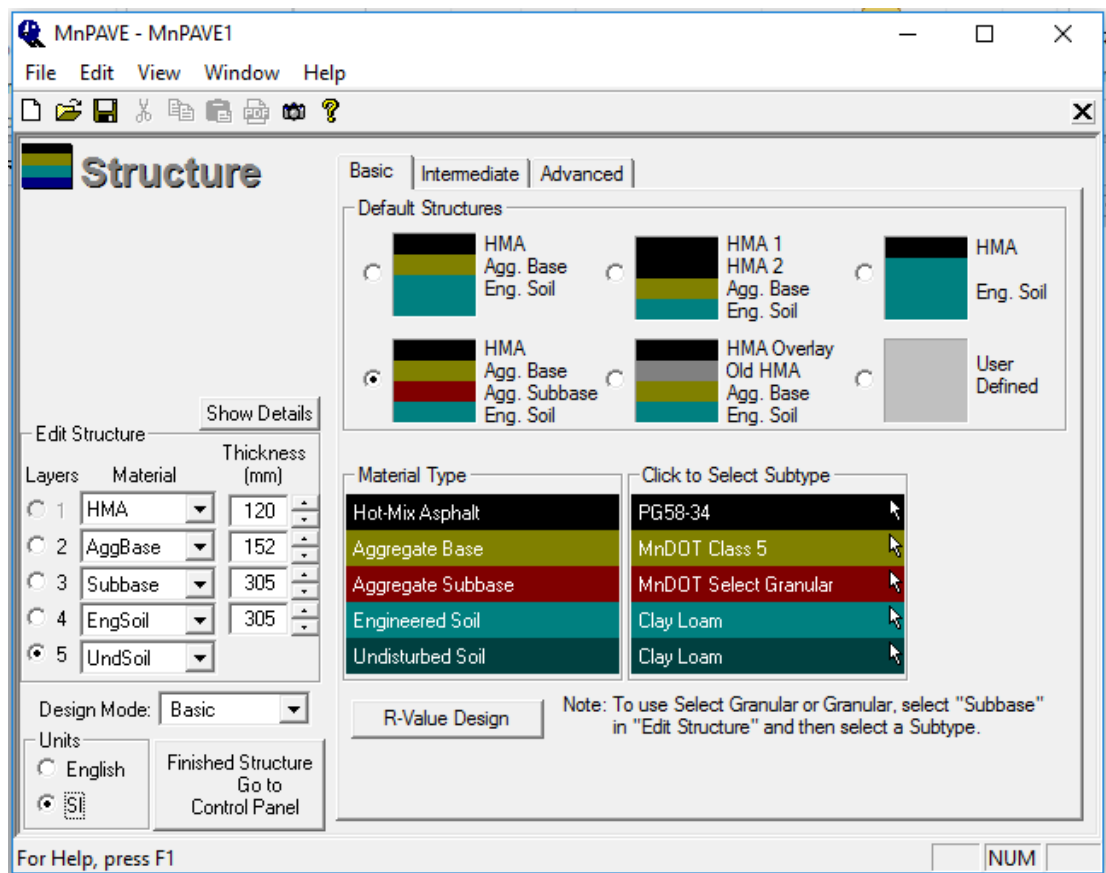 MnPAVE - MnPAVE1
File Edit View Window Help
PDF
Structure
Basic Intermediate Advanced
Default Structures
HMA
Agg. Base
Eng. Soil
HMA 1
HMA 2
Agg. Base
Eng. Soil
HMA
Eng. Soil
HMA
Agg. Base
Agg. Subbase
Eng. Soil
HMA Overlay
Old HMA
Agg. Base
Eng. Soil
User
Defined
Show Details
Edit Structure
Layers Material Thickness
(mm)
1 HMA 120
2 AggBase 152
3 Subbase 305
4 EngSoil 305
5 UndSoil
Material Type Click to Select Subtype
Hot-Mix Asphalt PG58-34
Aggregate Base MnDOT Class 5
Aggregate Subbase MnDOT Select Granular
Engineered Soil Clay Loam
Undisturbed Soil Clay Loam
Design Mode: Basic
Units
English
SI
Finished Structure
Go to
Control Panel
R-Value Design
Note: To use Select Granular or Granular, select "Subbase"
in "Edit Structure" and then select a Subtype.
For Help, press F1
NUM